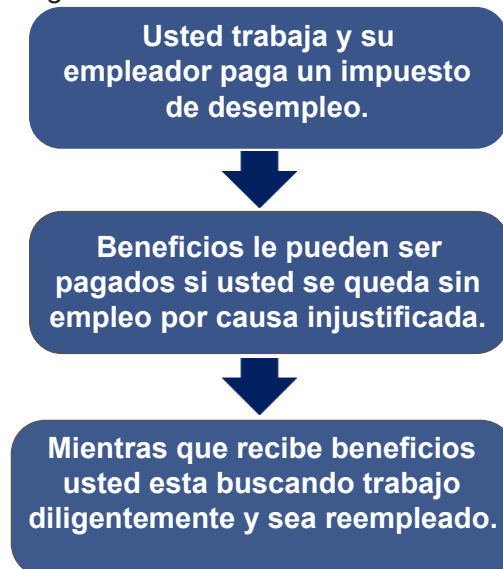 Usted trabaja y su
empleador paga un impuesto
de desempleo.
Beneficios le pueden ser
pagados si usted se queda sin
empleo por causa injustificada.
Mientras que recibe beneficios
usted esta buscando trabajo
diligentemente y sea reempleado.